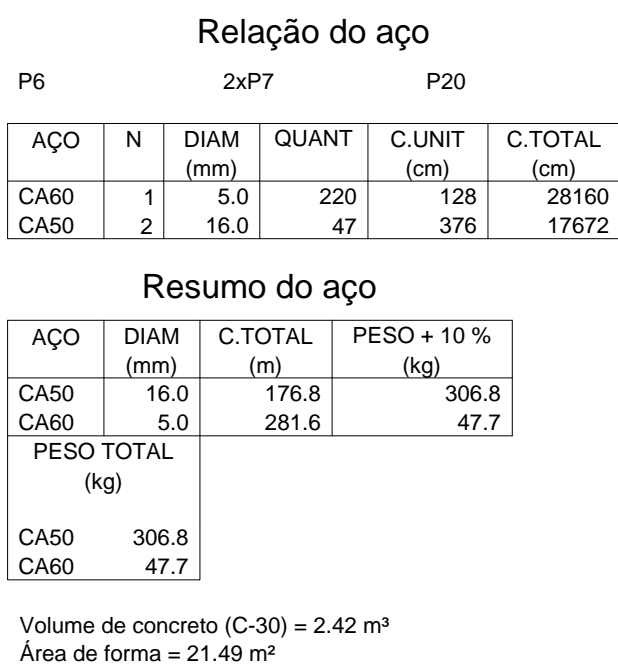 Relação do aço
P6 2xP7 P20
AÇO N DIAM QUANT C.UNIT C.TOTAL
(mm) (cm) (cm)
CA60 1 5.0 220 128 28160
CA50 2 16.0 47 376 17672
Resumo do aço
AÇO DIAM C.TOTAL PESO + 10 %
(mm) (m) (kg)
CA50 16.0 176.8 306.8
CA60 5.0 281.6 47.7
PESO TOTAL
(kg)
CA50 306.8
CA60 47.7
Volume de concreto (C-30) = 2.42 m³
Área de forma = 21.49 m²